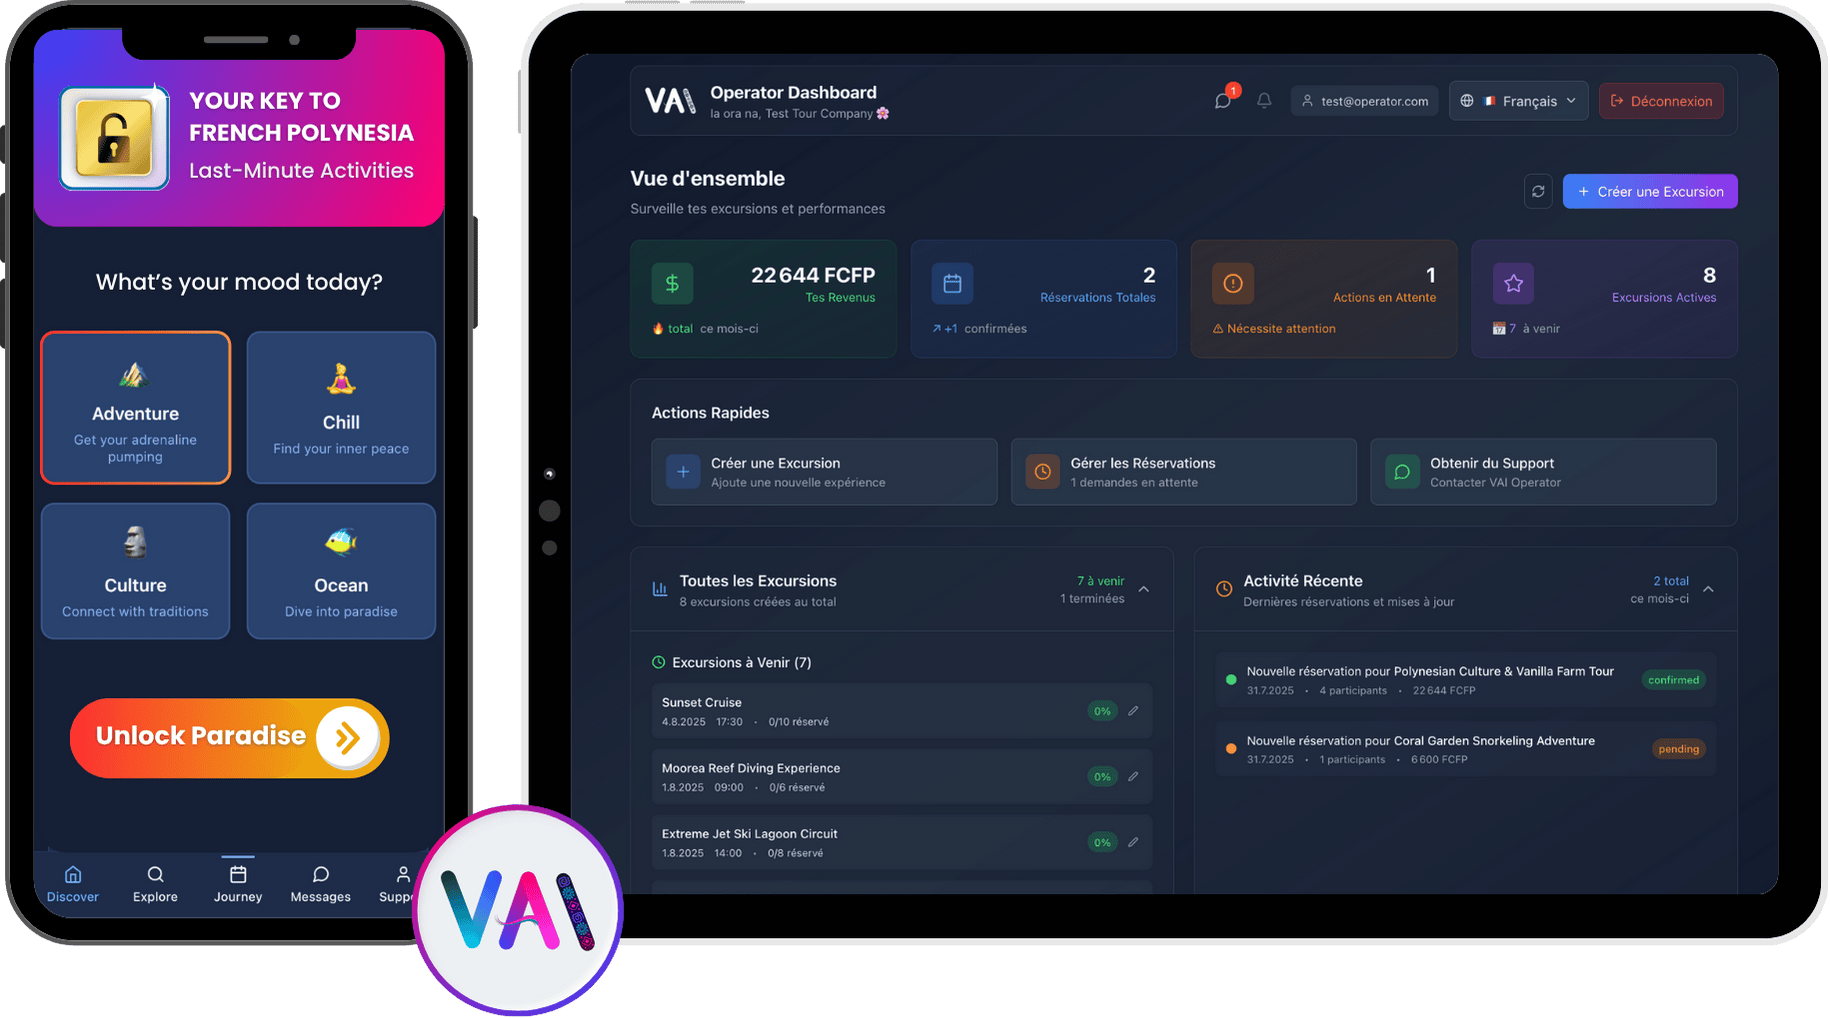 YOUR KEY TO
FRENCH POLYNESIA
Last-Minute Activities
What's your mood today?
Adventure
Get your adrenaline
pumping
Chill
Find your inner peace
Culture
Connect with traditions
Ocean
Dive into paradise
Unlock Paradise
Discover
Explore
Journey
Messages
VAI
VAI
Operator Dashboard
Ia ora na, Test Tour Company
1
test@operator.com
Français
Déconnexion
Vue d'ensemble
Surveille tes excursions et performances
+ Créer une Excursion
22 644 FCFP
Tes Revenus
total ce mois-ci
2
Réservations Totales
+1 confirmées
1
Actions en Attente
Nécessite attention
8
Excursions Actives
7 à venir
Actions Rapides
Créer une Excursion
Ajoute une nouvelle expérience
Gérer les Réservations
1 demandes en attente
Obtenir du Support
Contacter VAI Operator
Toutes les Excursions
8 excursions créées au total
7 à venir
1 terminées
Excursions à Venir (7)
Sunset Cruise
4.8.2025 17:30 • 0/10 réservé
0%
Moorea Reef Diving Experience
1.8.2025 09:00 • 0/6 réservé
0%
Extreme Jet Ski Lagoon Circuit
1.8.2025 14:00 • 0/8 réservé
0%
Activité Récente
Dernières réservations et mises à jour
2 total
ce mois-ci
Nouvelle réservation pour Polynesian Culture & Vanilla Farm Tour
31.7.2025 • 4 participants • 22 644 FCFP
confirmed
Nouvelle réservation pour Coral Garden Snorkeling Adventure
31.7.2025 • 1 participants • 6 600 FCFP
pending